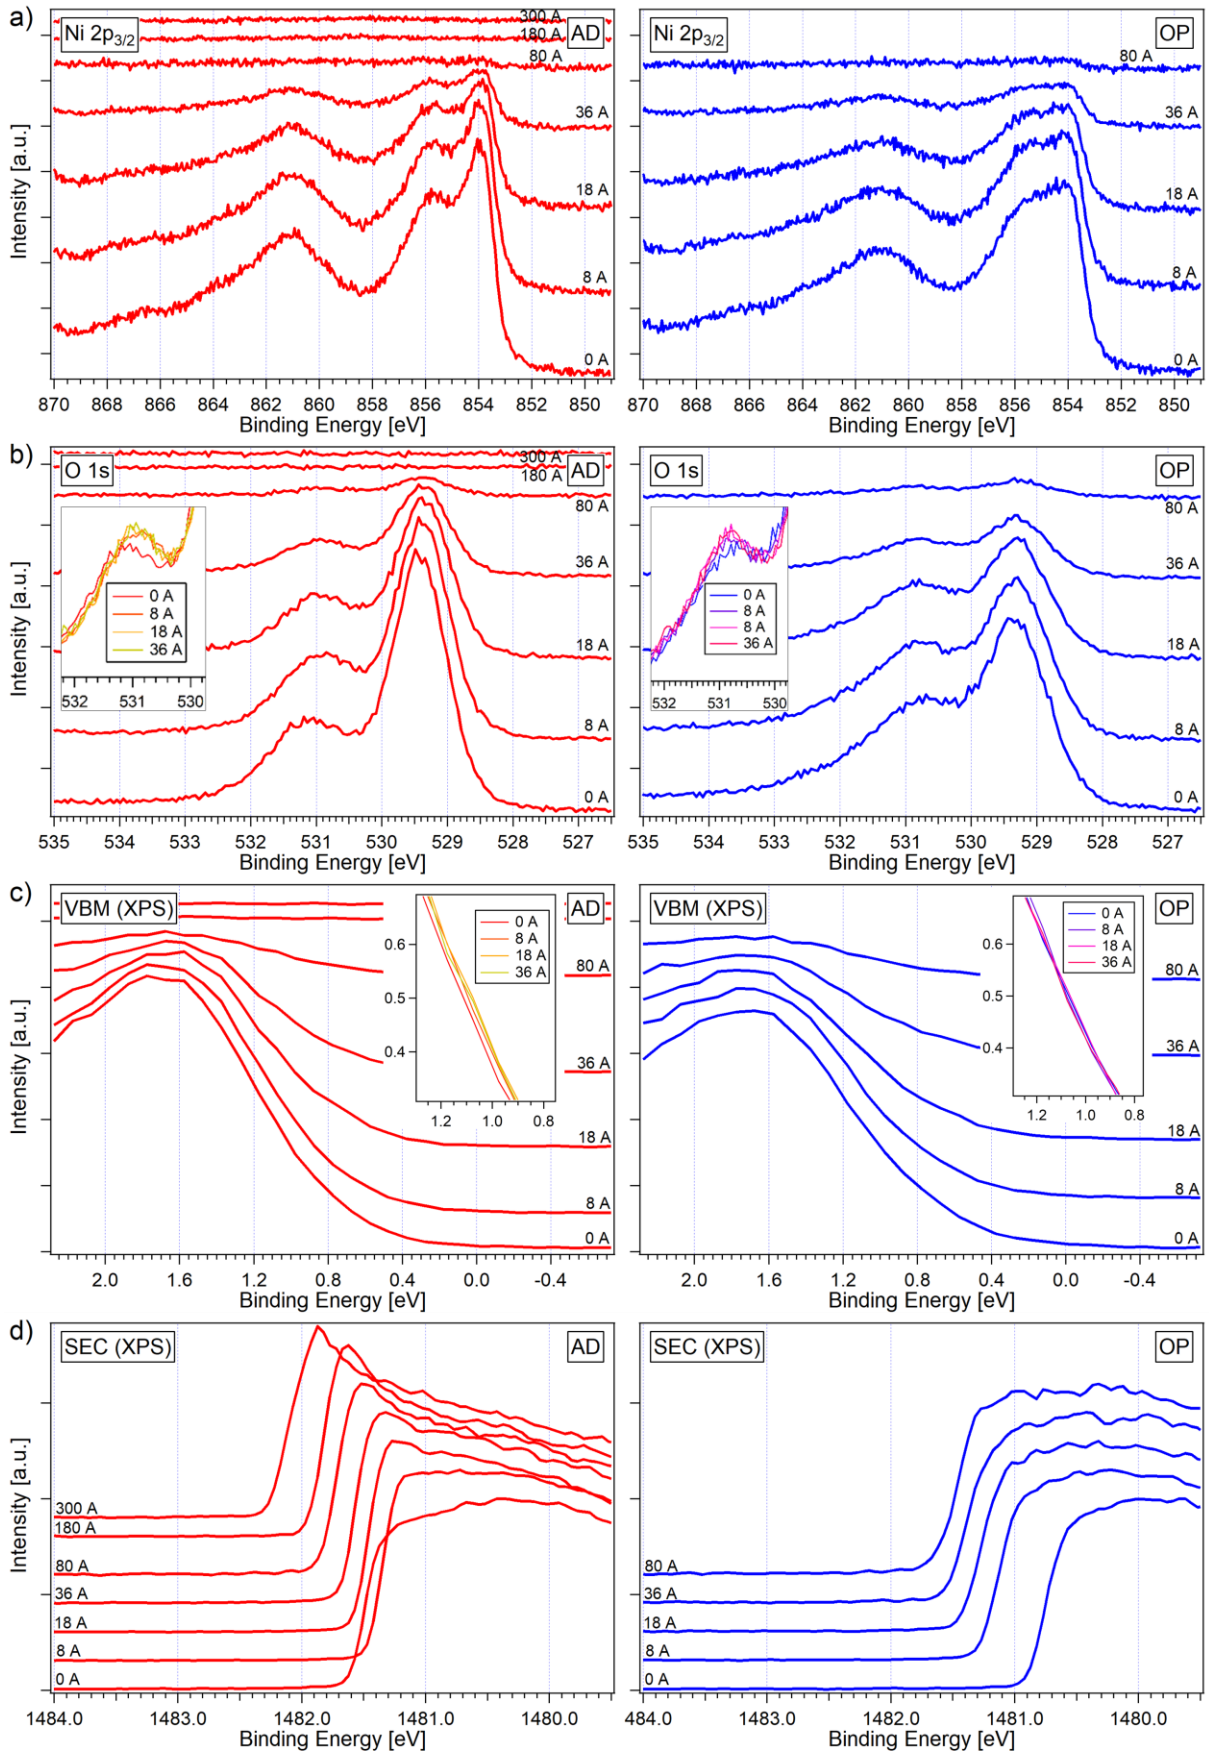 a)
Ni 2p3/2
300 A
AD
180 A
80 A
36 A
18 A
8 A
0 A
Intensity [a.u.]
870 868 866 864 862 860 858 856 854 852 850
Binding Energy [eV]
Ni 2p3/2
OP
80 A
36 A
18 A
8 A
0 A
870 868 866 864 862 860 858 856 854 852 850
Binding Energy [eV]
b)
O 1s
300 A
AD
180 A
80 A
36 A
18 A
8 A
0 A
0 A
8 A
18 A
36 A
532 531 530
Intensity [a.u.]
535 534 533 532 531 530 529 528 527
Binding Energy [eV]
O 1s
OP
80 A
36 A
18 A
8 A
0 A
0 A
8 A
8 A
36 A
532 531 530
535 534 533 532 531 530 529 528 527
Binding Energy [eV]
c)
VBM (XPS)
AD
0 A
8 A
18 A
36 A
0.6
0.5
0.4
1.2 1.0 0.8
80 A
36 A
18 A
8 A
0 A
Intensity [a.u.]
2.0 1.6 1.2 0.8 0.4 0.0 -0.4
Binding Energy [eV]
VBM (XPS)
OP
0 A
8 A
18 A
36 A
0.6
0.5
0.4
1.2 1.0 0.8
80 A
36 A
18 A
8 A
0 A
2.0 1.6 1.2 0.8 0.4 0.0 -0.4
Binding Energy [eV]
d)
SEC (XPS)
AD
300 A
180 A
80 A
36 A
18 A
8 A
0 A
Intensity [a.u.]
1484.0 1483.0 1482.0 1481.0 1480.0
Binding Energy [eV]
SEC (XPS)
OP
80 A
36 A
18 A
8 A
0 A
1484.0 1483.0 1482.0 1481.0 1480.0
Binding Energy [eV]